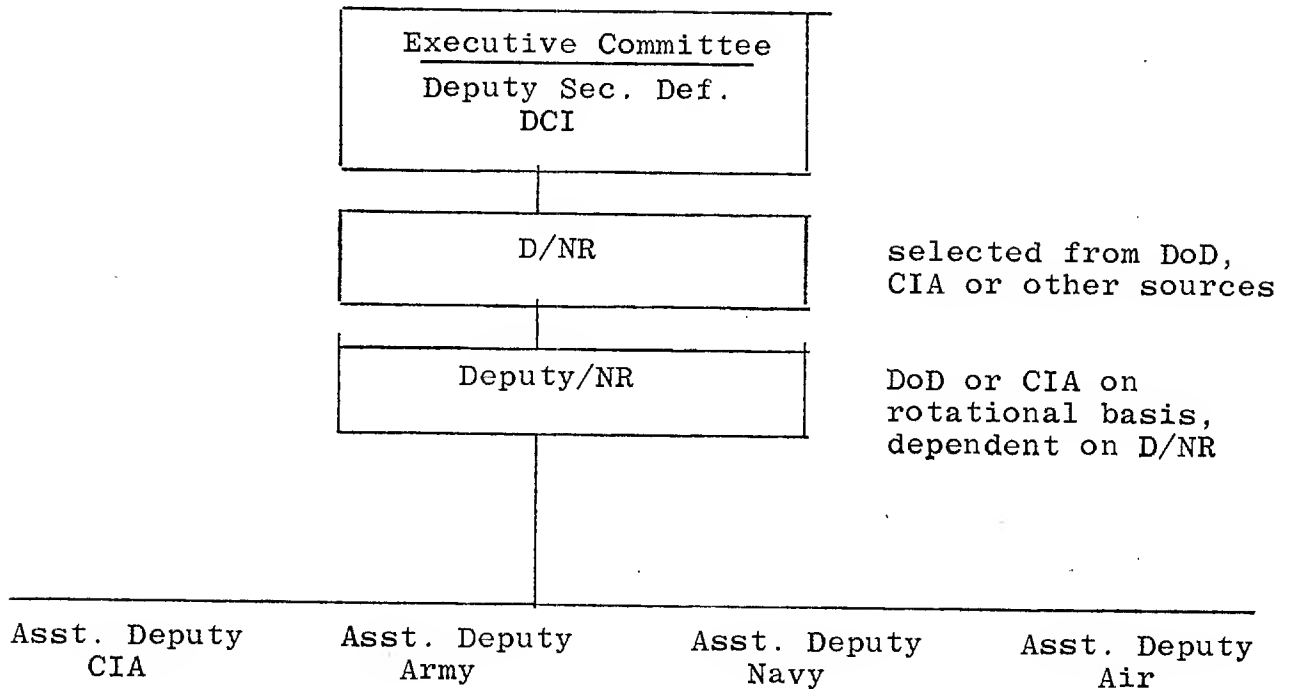 Executive Committee
Deputy Sec. Def.
DCI
D/NR
selected from DoD,
CIA or other sources
Deputy/NR
DoD or CIA on
rotational basis,
dependent on D/NR
Asst. Deputy
CIA
Asst. Deputy
Army
Asst. Deputy
Navy
Asst. Deputy
Air